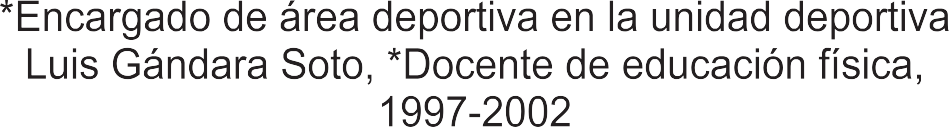 *Encargado de área deportiva en la unidad deportiva
Luis Gándara Soto, *Docente de educación física,
1997-2002